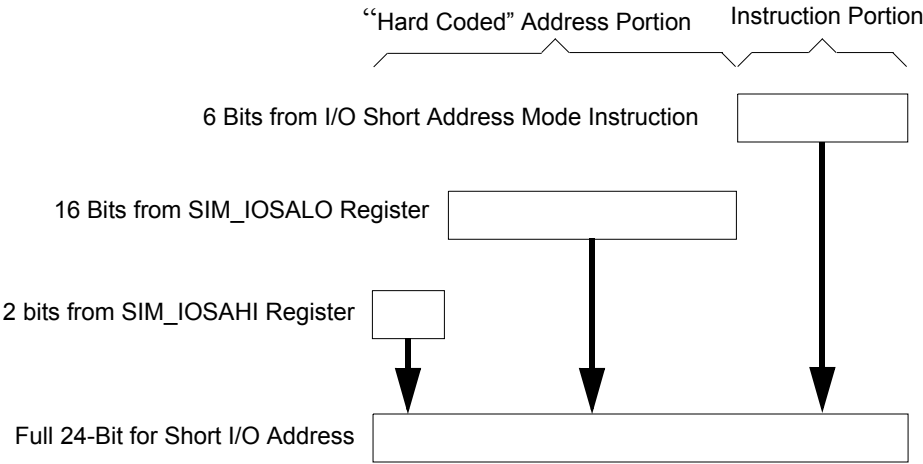 “Hard Coded” Address Portion
Instruction Portion
6 Bits from I/O Short Address Mode Instruction
16 Bits from SIM_IOSALO Register
2 bits from SIM_IOSAHI Register
Full 24-Bit for Short I/O Address